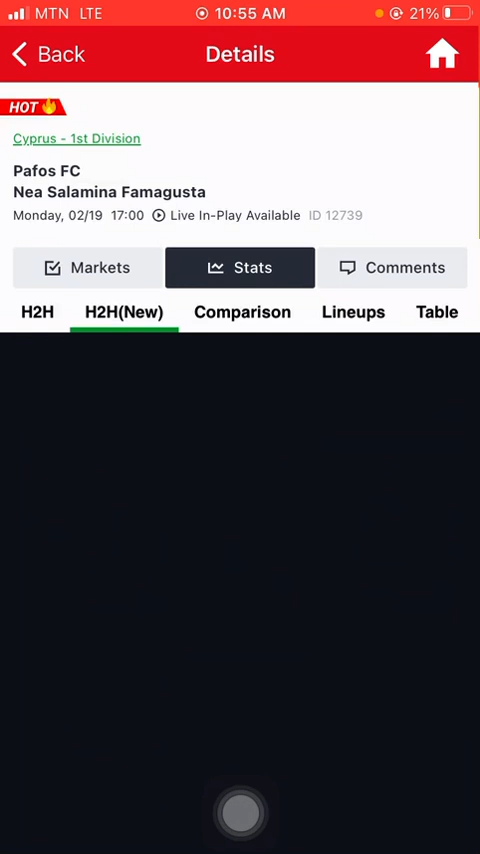 MTN LTE 10:55 AM 21%
Back Details
HOT
Cyprus - 1st Division
Pafos FC
Nea Salamina Famagusta
Monday, 02/19 17:00 Live In-Play Available ID 12739
Markets Stats Comments
H2H H2H(New) Comparison Lineups Table